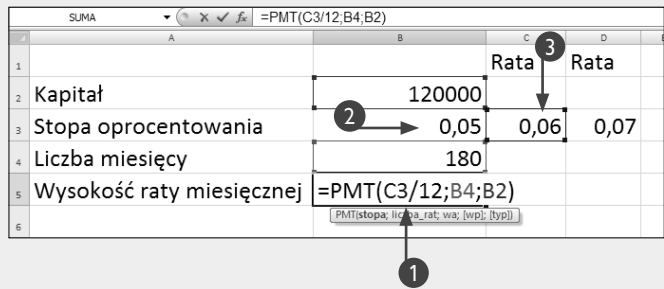 SUMA fx =PMT(C3/12;B4;B2)
A B C D E
3
1 Rata Rata
2 Kapitał 120000
2
3 Stopa oprocentowania 0,05 0,06 0,07
4 Liczba miesięcy 180
5 Wysokość raty miesięcznej =PMT(C3/12;B4;B2)
6 PMT(stopa; liczba_rat; wa; [wp]; [typ])
1